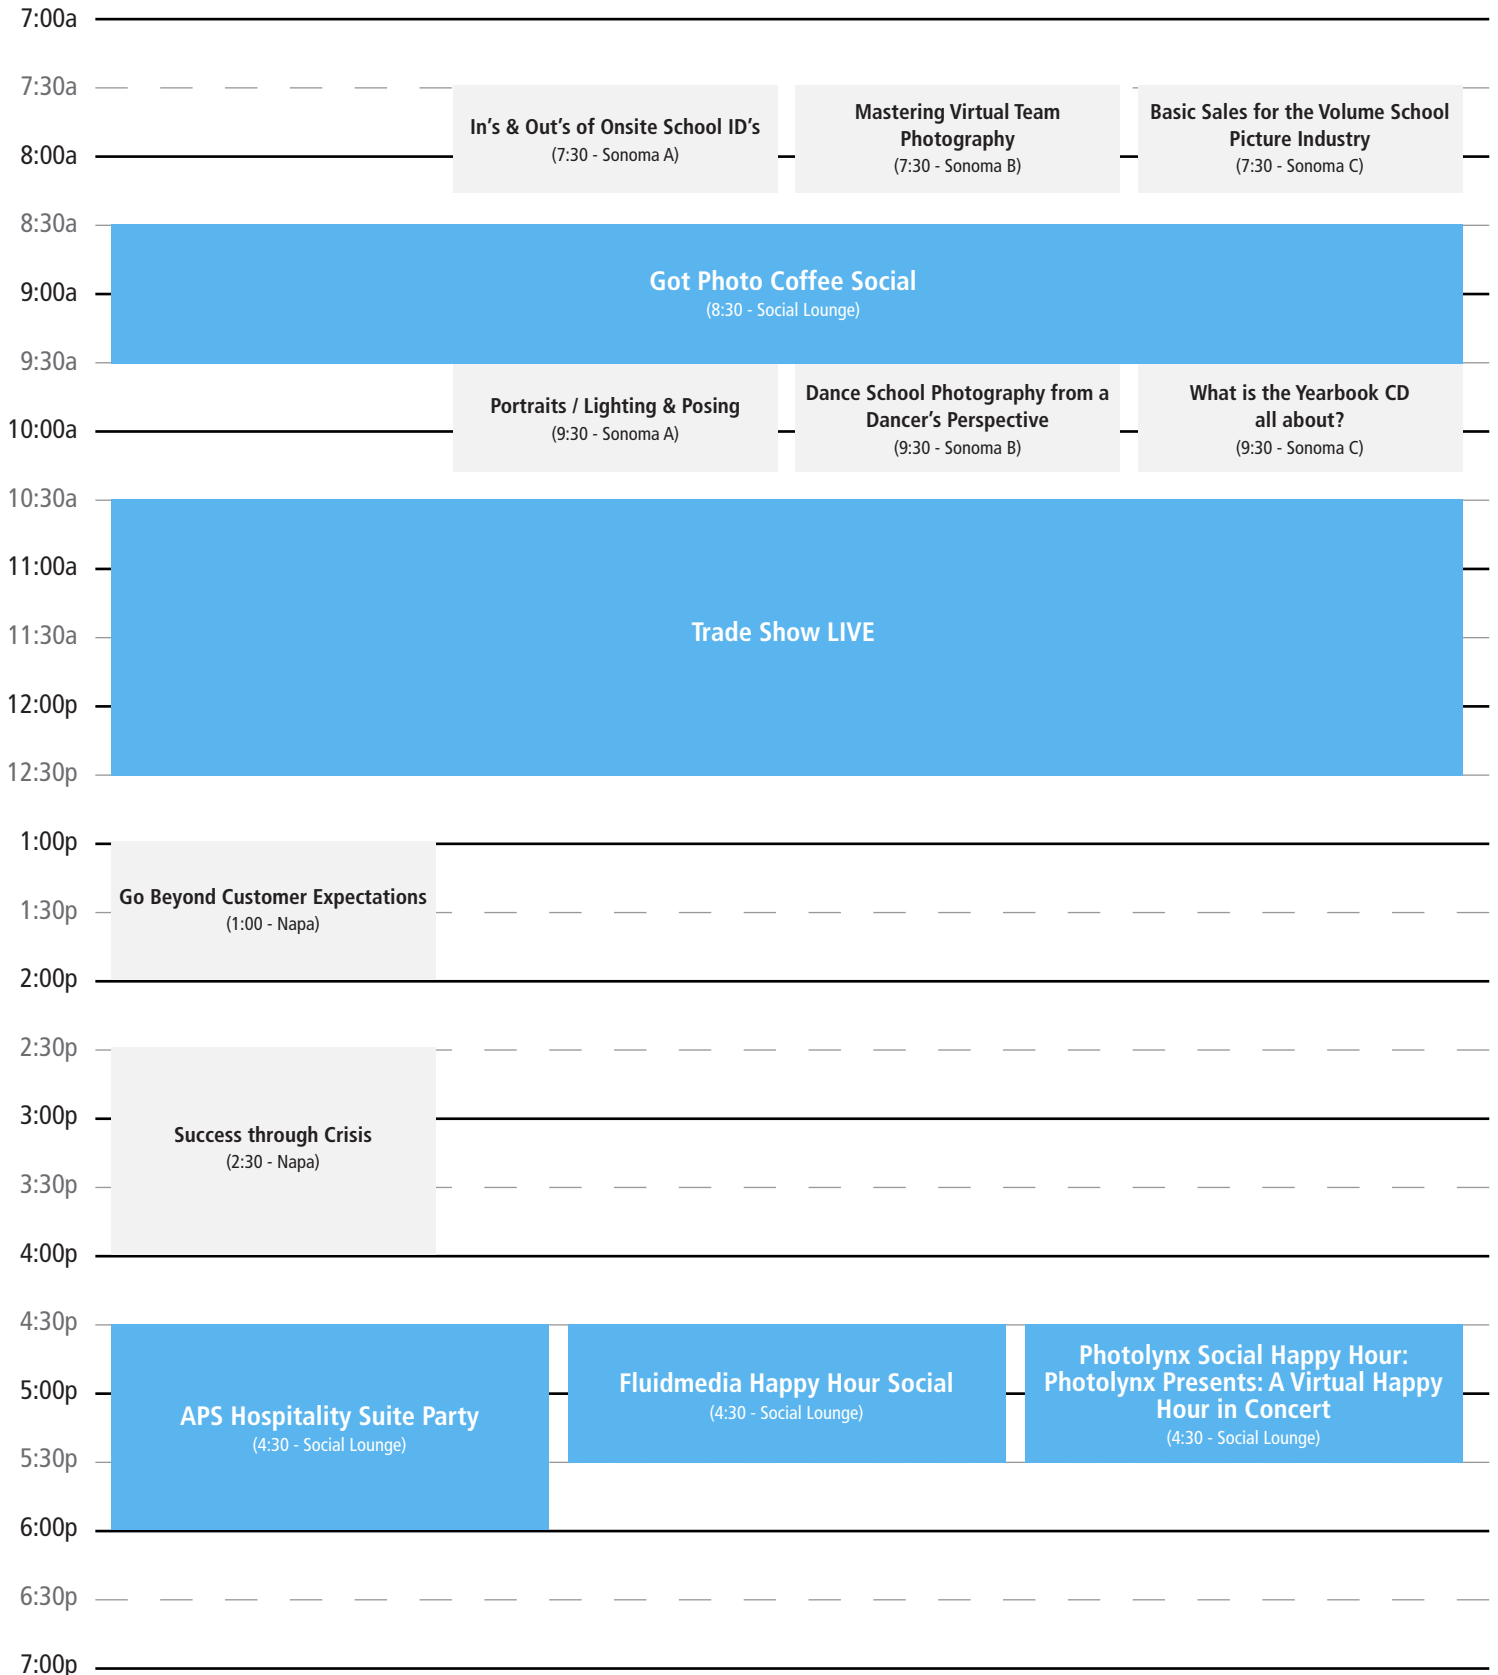 7:00a
7:30a
In's & Out's of Onsite School ID's
(7:30 - Sonoma A)
Mastering Virtual Team
Photography
(7:30 - Sonoma B)
Basic Sales for the Volume School
Picture Industry
(7:30 - Sonoma C)
8:00a
8:30a
Got Photo Coffee Social
(8:30 - Social Lounge)
9:00a
9:30a
Portraits / Lighting & Posing
(9:30 - Sonoma A)
Dance School Photography from a
Dancer's Perspective
(9:30 - Sonoma B)
What is the Yearbook CD
all about?
(9:30 - Sonoma C)
10:00a
10:30a
11:00a
11:30a
Trade Show LIVE
12:00p
12:30p
1:00p
Go Beyond Customer Expectations
(1:00 - Napa)
1:30p
2:00p
2:30p
3:00p
Success through Crisis
(2:30 - Napa)
3:30p
4:00p
4:30p
APS Hospitality Suite Party
(4:30 - Social Lounge)
Fluidmedia Happy Hour Social
(4:30 - Social Lounge)
Photolynx Social Happy Hour:
Photolynx Presents: A Virtual Happy
Hour in Concert
(4:30 - Social Lounge)
5:00p
5:30p
6:00p
6:30p
7:00p